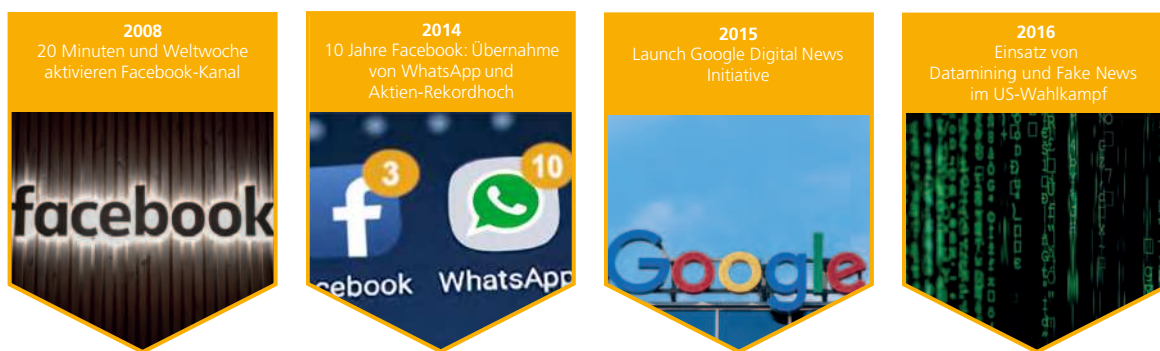 2008
20 Minuten und Weltwoche
aktivieren Facebook-Kanal
facebook
2014
10 Jahre Facebook: Übernahme
von WhatsApp und
Aktien-Rekordhoch
3
10
cebook WhatsApp
2015
Launch Google Digital News
Initiative
Google
2016
Einsatz von
Datamining und Fake News
im US-Wahlkampf